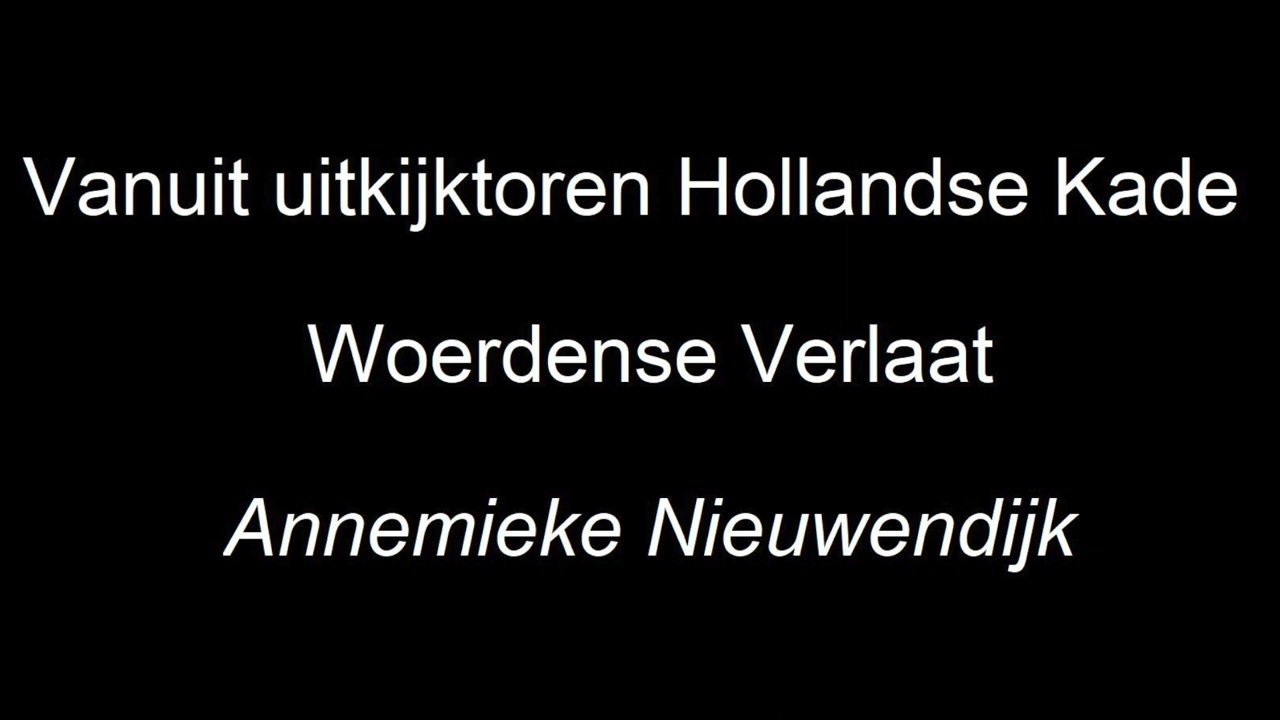 Vanuit uitkijktoren Hollandse Kade
Woerdense Verlaat
Annemieke Nieuwendijk